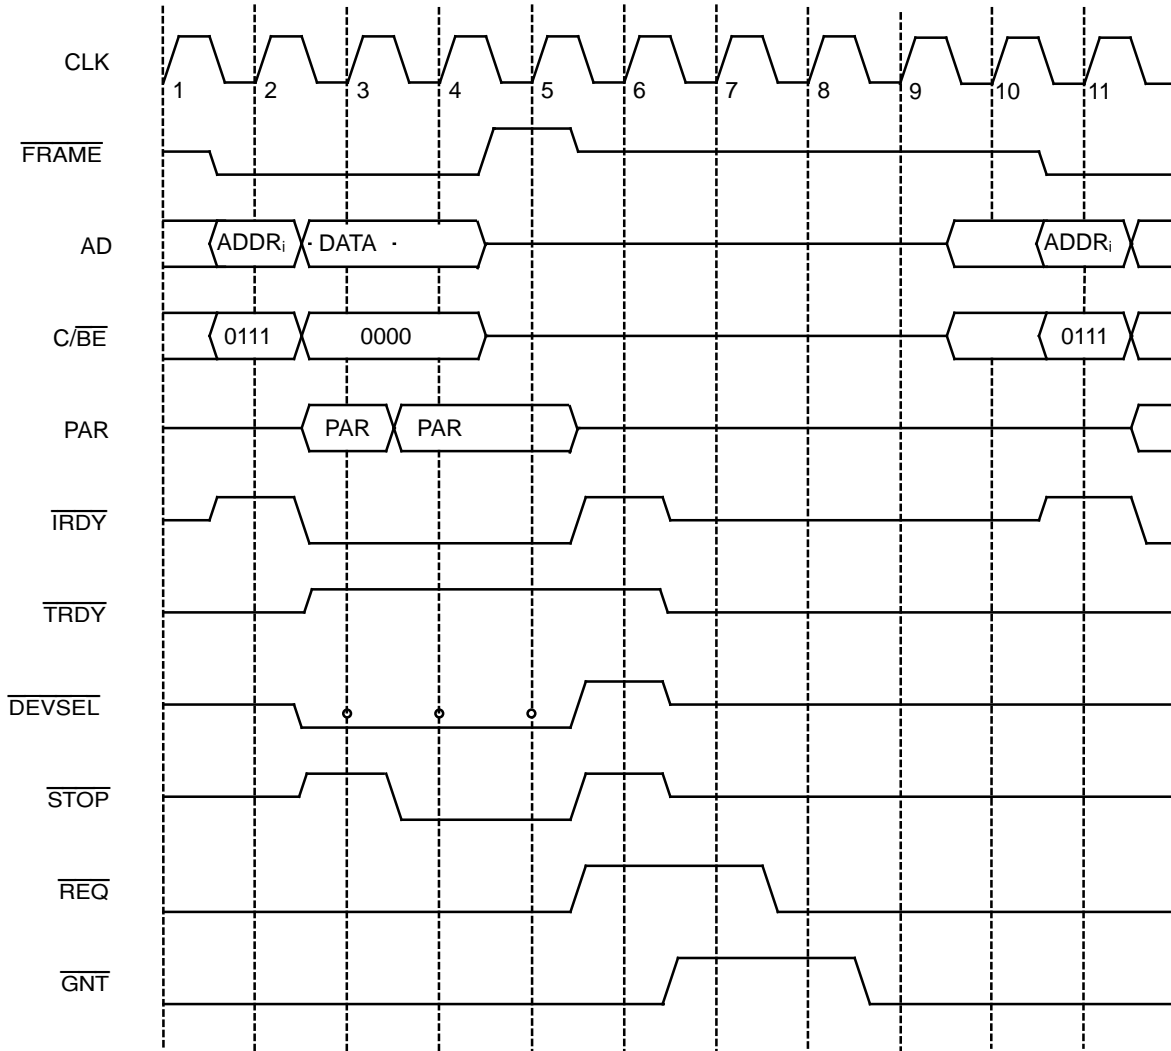 CLK
1 2 3 4 5 6 7 8 9 10 11
FRAME
AD ADDRi DATA ADDRi
C/BE 0111 0000 0111
PAR PAR PAR
IRDY
TRDY
DEVSEL
STOP
REQ
GNT